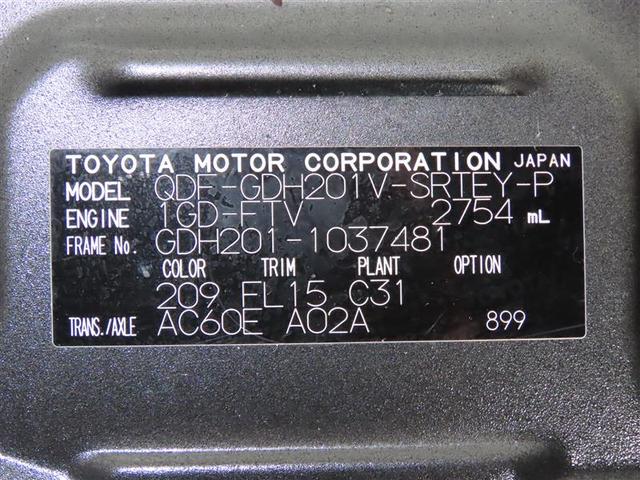 TOYOTA MOTOR CORPORATION JAPAN
MODEL QDF-GDH201V-SRTEY-P
ENGINE 1GD-FTV 2754 mL
FRAME No. GDH201-1037481
COLOR TRIM PLANT OPTION
209 FL15 C31
TRANS./AXLE AC60E A02A 899